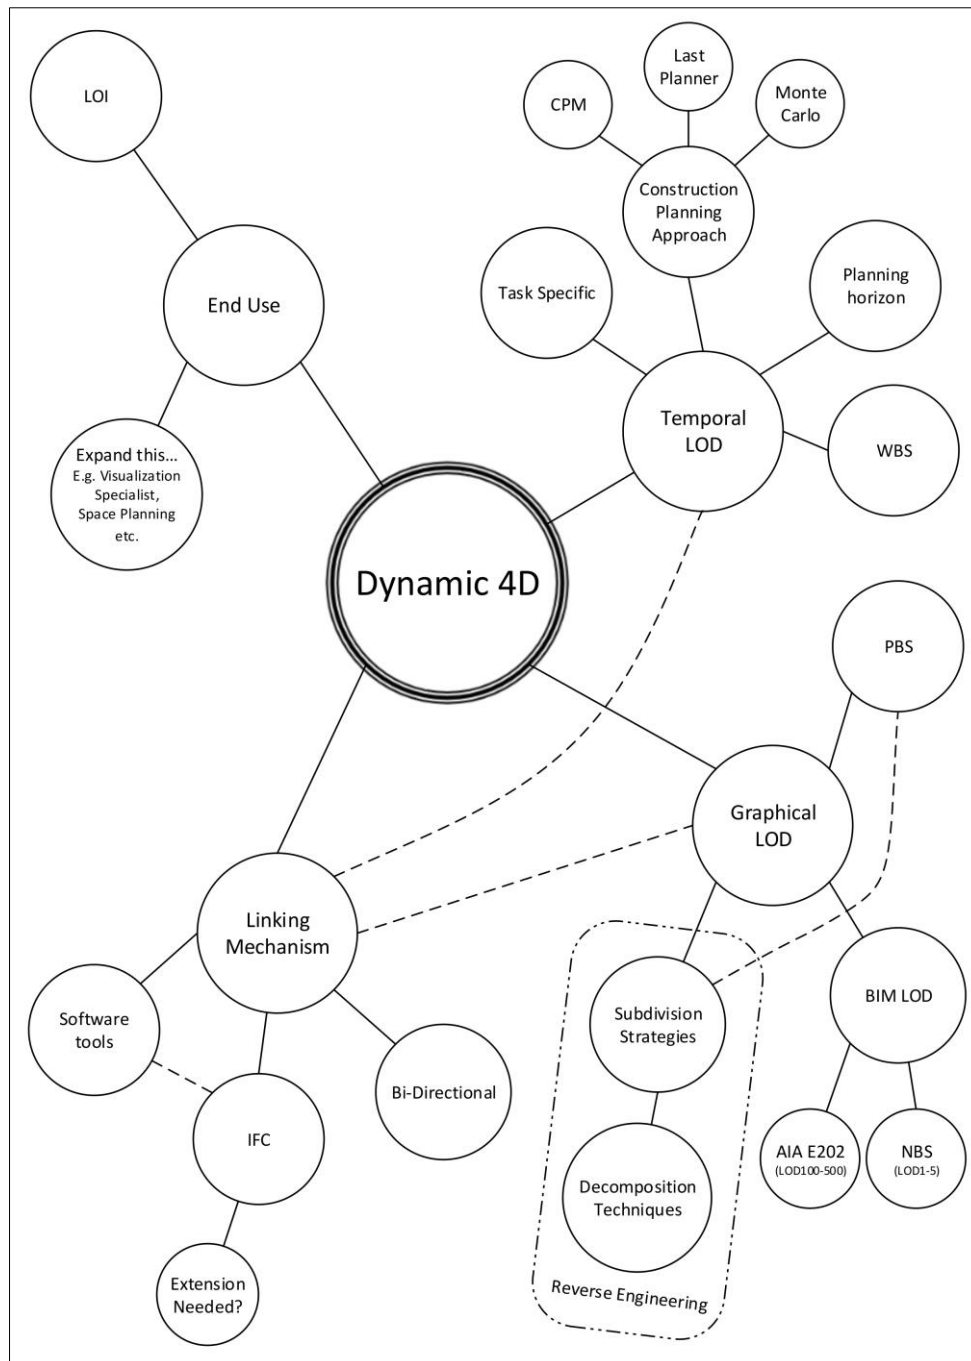 LOI
End Use
Expand this...
E.g. Visualization
Specialist,
Space Planning
etc.
Last
Planner
CPM
Monte
Carlo
Construction
Planning
Approach
Task Specific
Planning
horizon
Temporal
LOD
WBS
Dynamic 4D
PBS
Graphical
LOD
Linking
Mechanism
Software
tools
IFC
Bi-Directional
Extension
Needed?
Subdivision
Strategies
Decomposition
Techniques
Reverse Engineering
BIM LOD
AIA E202
(LOD100-500)
NBS
(LOD1-5)